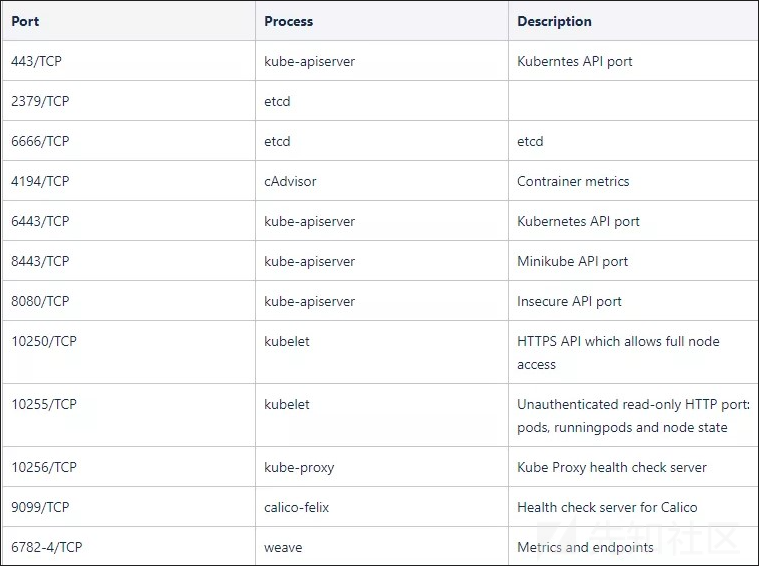 Port Process Description
443/TCP kube-apiserver Kuberntes API port
2379/TCP etcd
6666/TCP etcd etcd
4194/TCP cAdvisor Contrainer metrics
6443/TCP kube-apiserver Kubernetes API port
8443/TCP kube-apiserver Minikube API port
8080/TCP kube-apiserver Insecure API port
10250/TCP kubelet HTTPS API which allows full node
access
10255/TCP kubelet Unauthenticated read-only HTTP port:
pods, runningpods and node state
10256/TCP kube-proxy Kube Proxy health check server
9099/TCP calico-felix Health check server for Calico
6782-4/TCP weave Metrics and endpoints